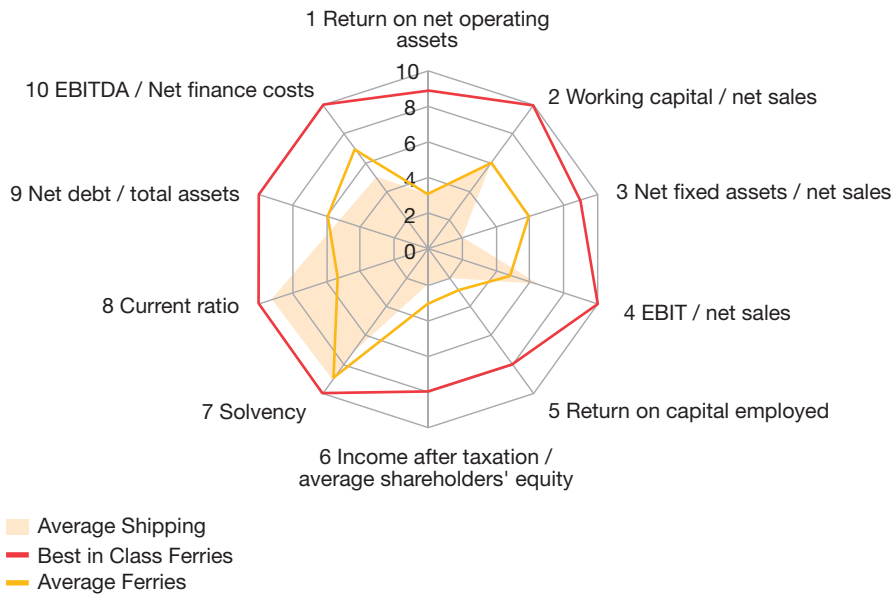 1 Return on net operating
assets
10 EBITDA / Net finance costs
2 Working capital / net sales
9 Net debt / total assets
3 Net fixed assets / net sales
8 Current ratio
4 EBIT / net sales
7 Solvency
5 Return on capital employed
6 Income after taxation /
average shareholders' equity
10
8
6
4
2
0
Average Shipping
Best in Class Ferries
Average Ferries